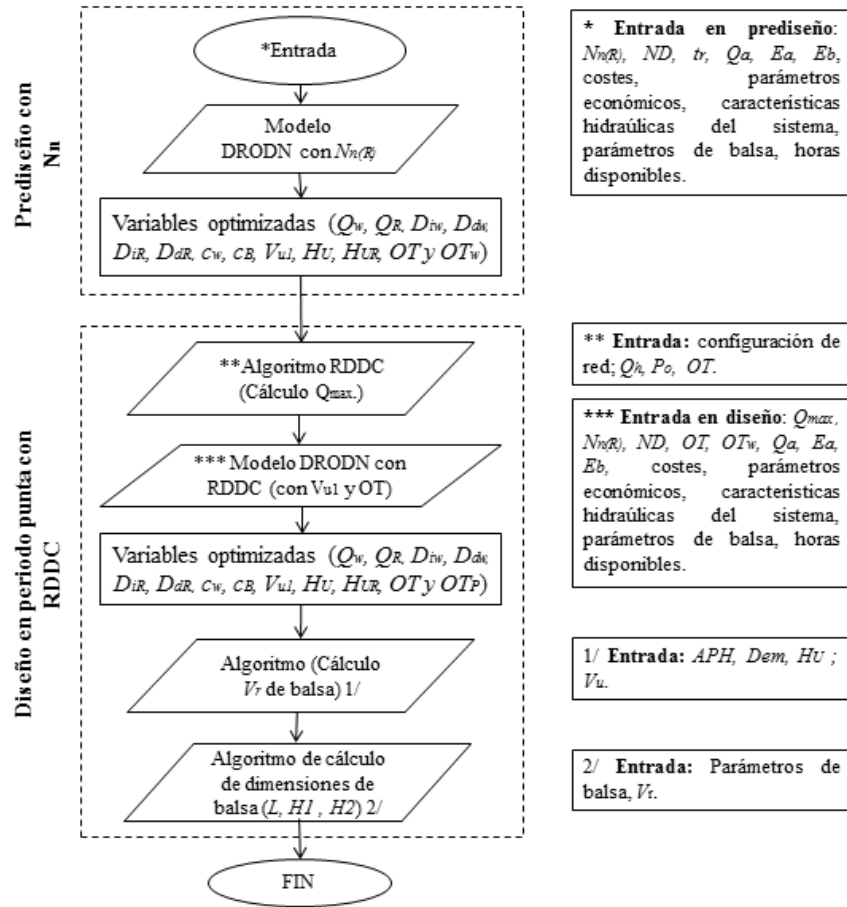 *Entrada
Modelo
DRODN con Nn(R)
Variables optimizadas (Qw, QR, Diw, Ddw,
DiR, DdR, cw, cB, Vu1, HU, HUR, OT y OTw)
Prediseño con
Nn
* Entrada en prediseño:
Nn(R), ND, tr, Qa, Ea, Eb,
costes, parámetros
económicos, características
hidraúlicas del sistema,
parámetros de balsa, horas
disponibles.
**Algoritmo RDDC
(Cálculo Qmax.)
*** Modelo DRODN con
RDDC (con Vu1 y OT)
Variables optimizadas (Qw, QR, Diw, Ddw,
DiR, DdR, cw, cB, Vu1, HU, HUR, OT y OTP)
Algoritmo (Cálculo
Vr de balsa) 1/
Algoritmo de cálculo
de dimensiones de
balsa (L, H1 , H2) 2/
Diseño en periodo punta con
RDDC
** Entrada: configuración de
red; Qh, Po, OT.
*** Entrada en diseño: Qmax,
Nn(R), ND, OT, OTw, Qa, Ea,
Eb, costes, parámetros
económicos, características
hidraúlicas del sistema,
parámetros de balsa, horas
disponibles.
1/ Entrada: APH, Dem, HU ;
Vu.
2/ Entrada: Parámetros de
balsa, Vr.
FIN